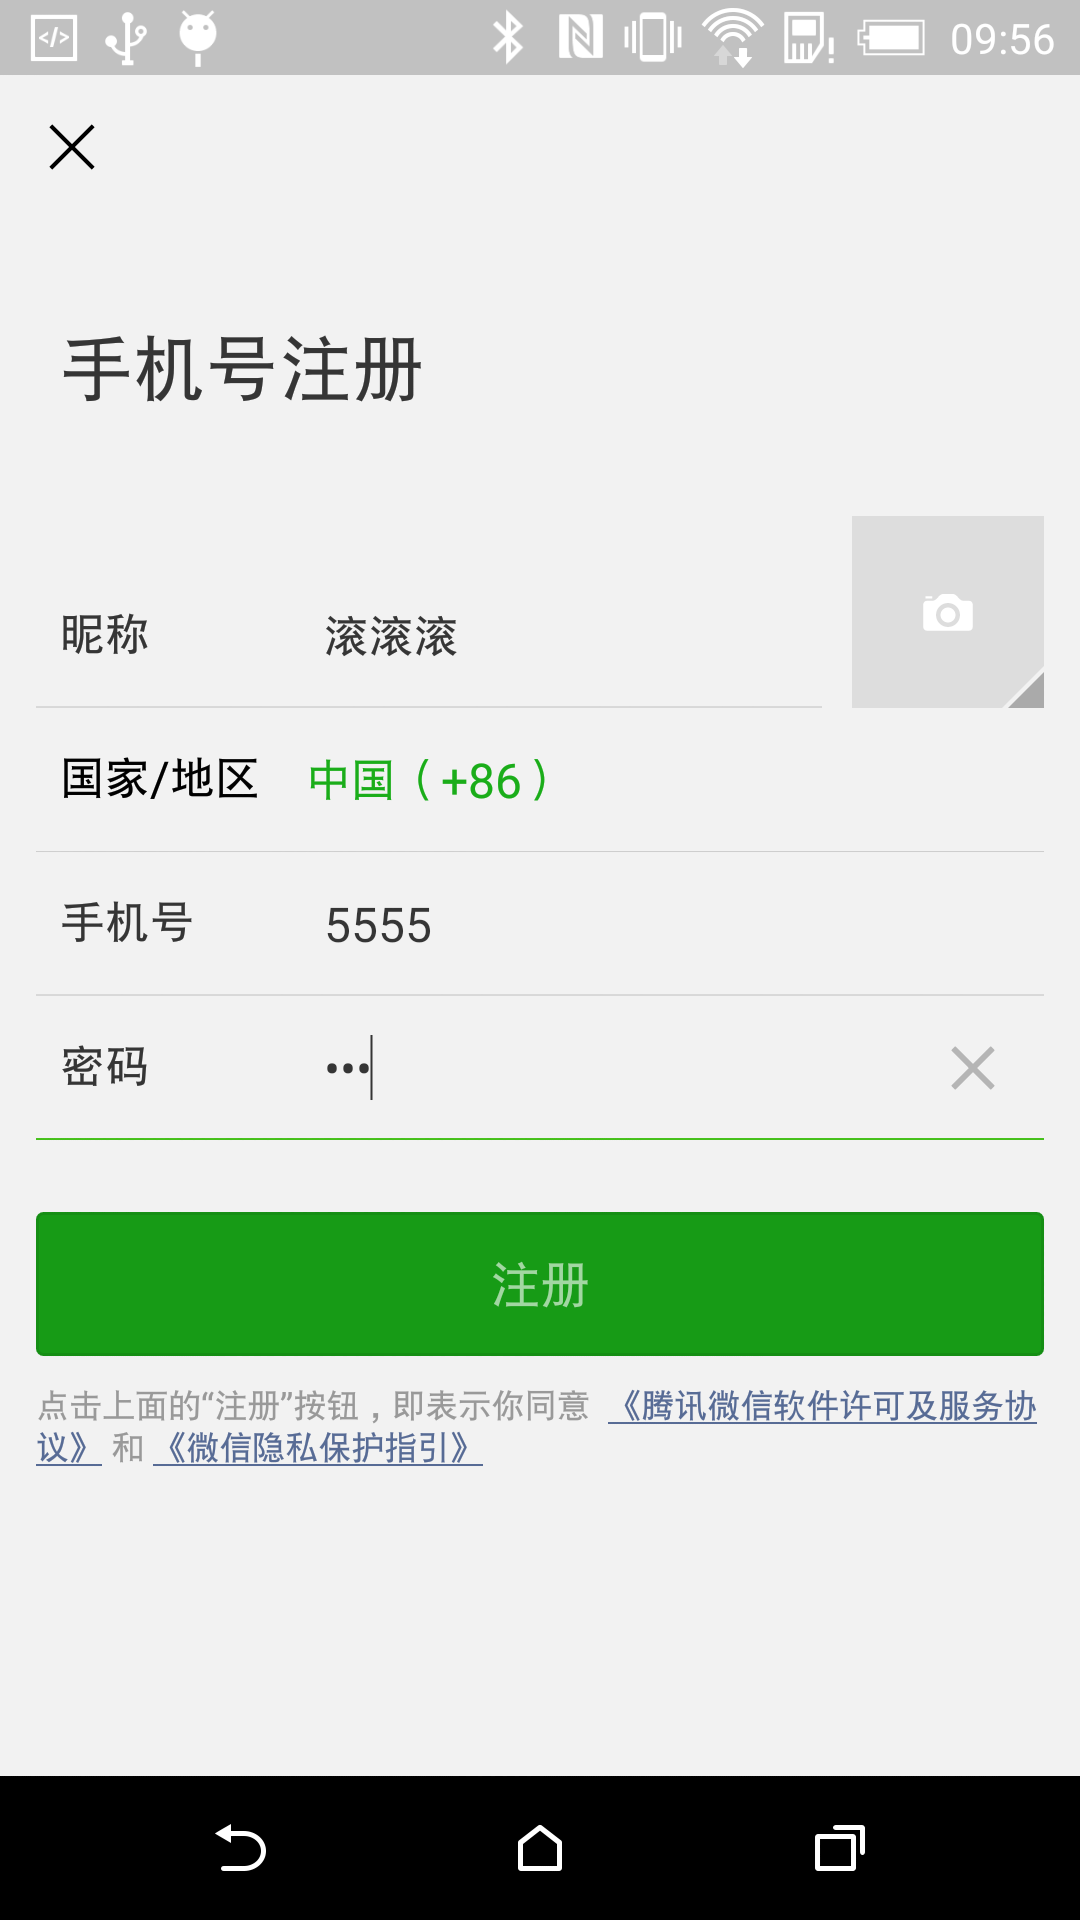 09:56
手机号注册
昵称 滚滚滚
国家/地区 中国（+86）
手机号 5555
密码 •••
注册
点击上面的“注册”按钮，即表示你同意 《腾讯微信软件许可及服务协
议》 和 《微信隐私保护指引》